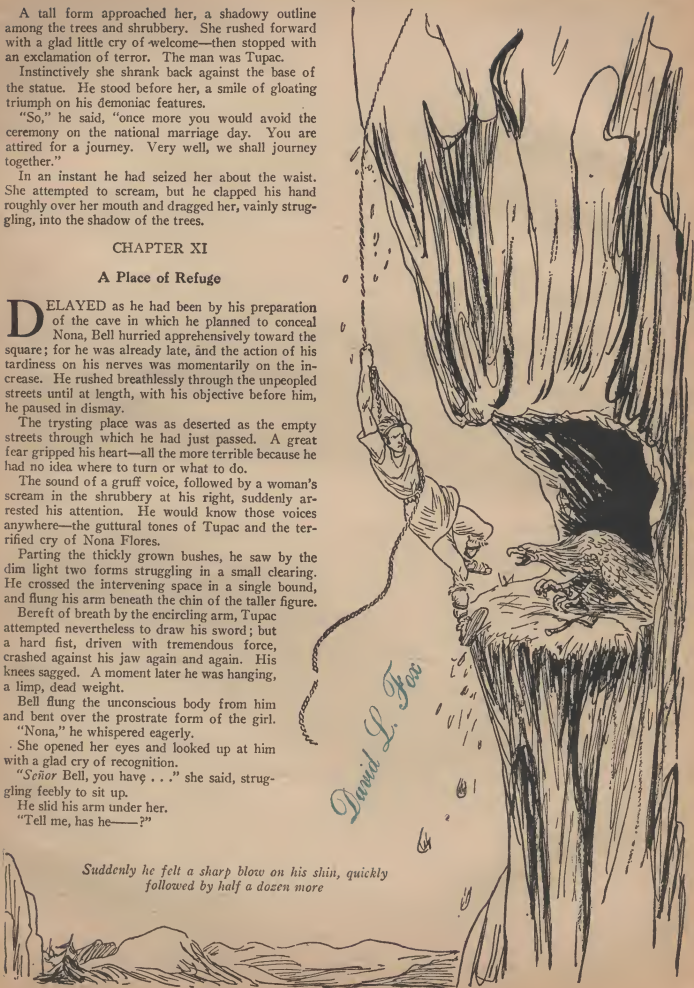 A tall form approached her, a shadowy outline
among the trees and shrubbery. She rushed forward
with a glad little cry of welcome—then stopped with
an exclamation of terror. The man was Tupac.
Instinctively she shrank back against the base of
the statue. He stood before her, a smile of gloating
triumph on his demoniac features.
"So," he said, "once more you would avoid the
ceremony on the national marriage day. You are
attired for a journey. Very well, we shall journey
together."
In an instant he had seized her about the waist.
She attempted to scream, but he clapped his hand
roughly over her mouth and dragged her, vainly strug-
gling, into the shadow of the trees.
CHAPTER XI
A Place of Refuge
DELAYED as he had been by his preparation
of the cave in which he planned to conceal
Nona, Bell hurried apprehensively toward the
square; for he was already late, and the action of his
tardiness on his nerves was momentarily on the in-
crease. He rushed breathlessly through the unpeopled
streets until at length, with his objective before him,
he paused in dismay.
The trysting place was as deserted as the empty
streets through which he had just passed. A great
fear gripped his heart—all the more terrible because he
had no idea where to turn or what to do.
The sound of a gruff voice, followed by a woman's
scream in the shrubbery at his right, suddenly ar-
rested his attention. He would know those voices
anywhere—the guttural tones of Tupac and the ter-
rified cry of Nona Flores.
Parting the thickly grown bushes, he saw by the
dim light two forms struggling in a small clearing.
He crossed the intervening space in a single bound,
and flung his arm beneath the chin of the taller figure.
Bereft of breath by the encircling arm, Tupac
attempted nevertheless to draw his sword; but
a hard fist, driven with tremendous force,
crashed against his jaw again and again. His
knees sagged. A moment later he was hanging,
a limp, dead weight.
Bell flung the unconscious body from him
and bent over the prostrate form of the girl.
"Nona," he whispered eagerly.
She opened her eyes and looked up at him
with a glad cry of recognition.
"Señor Bell, you have . . ." she said, strug-
gling feebly to sit up.
He slid his arm under her.
"Tell me, has he——?"
David L. Fox
Suddenly he felt a sharp blow on his shin, quickly
followed by half a dozen more